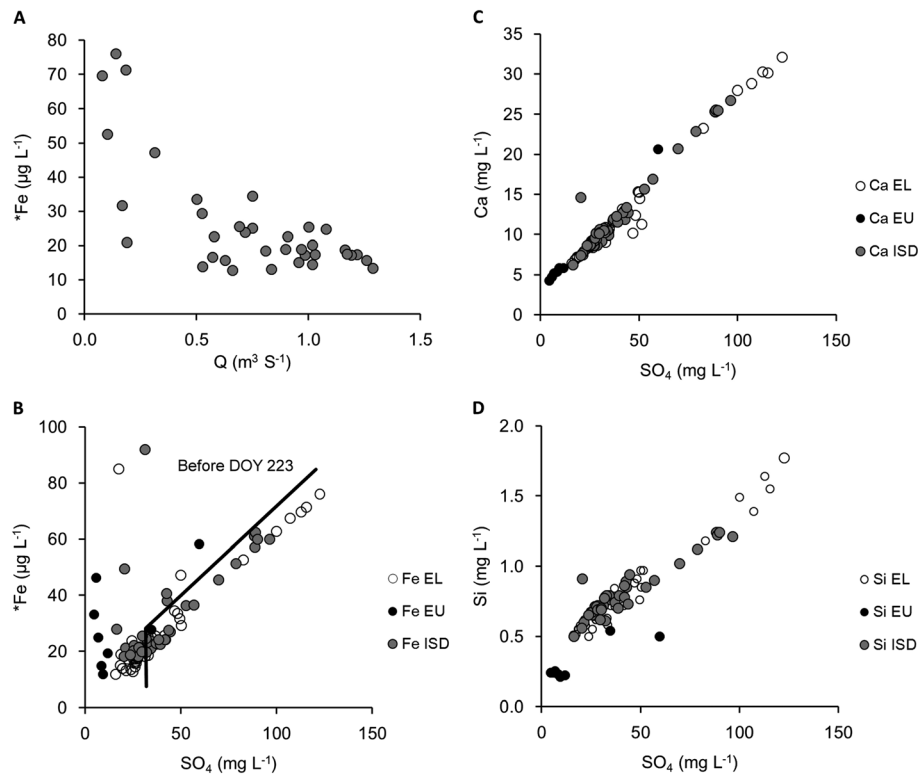 A
80
70
60
50
40
30
20
10
0
*Fe (µg L-1)
0.0 0.5 1.0 1.5
Q (m3 S-1)
B
100
80
60
40
20
0
*Fe (µg L-1)
Before DOY 223
Fe EL
Fe EU
Fe ISD
0 50 100 150
SO4 (mg L-1)
C
35
30
25
20
15
10
5
0
Ca (mg L-1)
Ca EL
Ca EU
Ca ISD
0 50 100 150
SO4 (mg L-1)
D
2.0
1.5
1.0
0.5
0.0
Si (mg L-1)
Si EL
Si EU
Si ISD
0 50 100 150
SO4 (mg L-1)